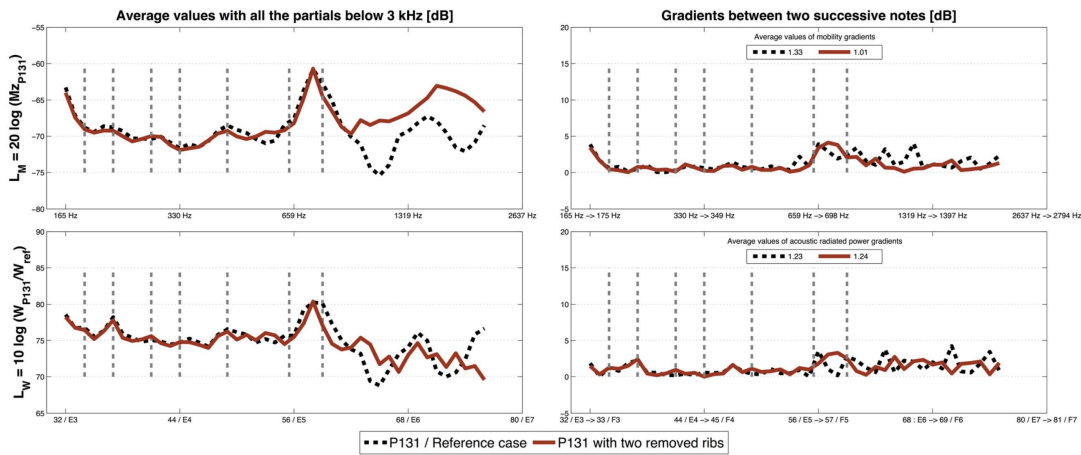 Average values with all the partials below 3 kHz [dB]
Gradients between two successive notes [dB]
L_M = 20 log (Mz_P131)
−55
−60
−65
−70
−75
−80
165 Hz
330 Hz
659 Hz
1319 Hz
2637 Hz
Average values of mobility gradients
1.33
1.01
20
15
10
5
0
−5
165 Hz −> 175 Hz
330 Hz −> 349 Hz
659 Hz −> 698 Hz
1319 Hz −> 1397 Hz
2637 Hz −> 2794 Hz
L_W = 10 log (W_P131/W_ref)
90
85
80
75
70
65
32 / E3
44 / E4
56 / E5
68 / E6
80 / E7
Average values of acoustic radiated power gradients
1.23
1.24
20
15
10
5
0
−5
32 / E3 −> 33 / F3
44 / E4 −> 45 / F4
56 / E5 −> 57 / F5
68 : E6 −> 69 / F6
80 / E7 −> 81 / F7
P131 / Reference case
P131 with two removed ribs